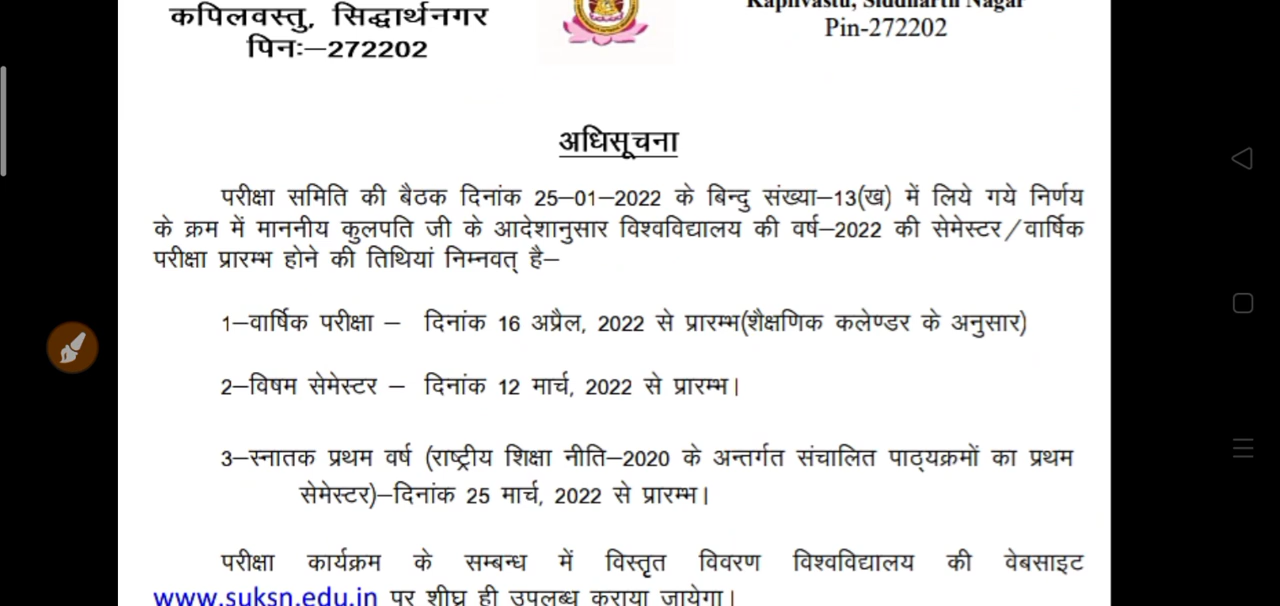 कपिलवस्तु, सिद्धार्थनगर
पिनः–272202
Kapilvastu, Siddharth Nagar
Pin-272202
अधिसूचना
परीक्षा समिति की बैठक दिनांक 25–01–2022 के बिन्दु संख्या–13(ख) में लिये गये निर्णय
के क्रम में माननीय कुलपति जी के आदेशानुसार विश्वविद्यालय की वर्ष–2022 की सेमेस्टर/वार्षिक
परीक्षा प्रारम्भ होने की तिथियां निम्नवत् है–
1–वार्षिक परीक्षा – दिनांक 16 अप्रैल, 2022 से प्रारम्भ(शैक्षणिक कलेण्डर के अनुसार)
2–विषम सेमेस्टर – दिनांक 12 मार्च, 2022 से प्रारम्भ।
3–स्नातक प्रथम वर्ष (राष्ट्रीय शिक्षा नीति–2020 के अन्तर्गत संचालित पाठ्यक्रमों का प्रथम
सेमेस्टर)–दिनांक 25 मार्च, 2022 से प्रारम्भ।
परीक्षा कार्यक्रम के सम्बन्ध में विस्तृत विवरण विश्वविद्यालय की वेबसाइट
www.suksn.edu.in पर शीघ्र ही उपलब्ध कराया जायेगा।